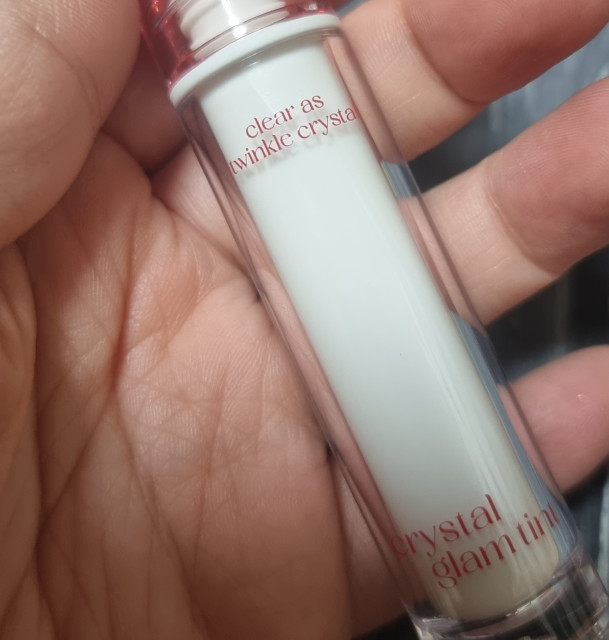 clear as
twinkle crystal
crystal
glam tint